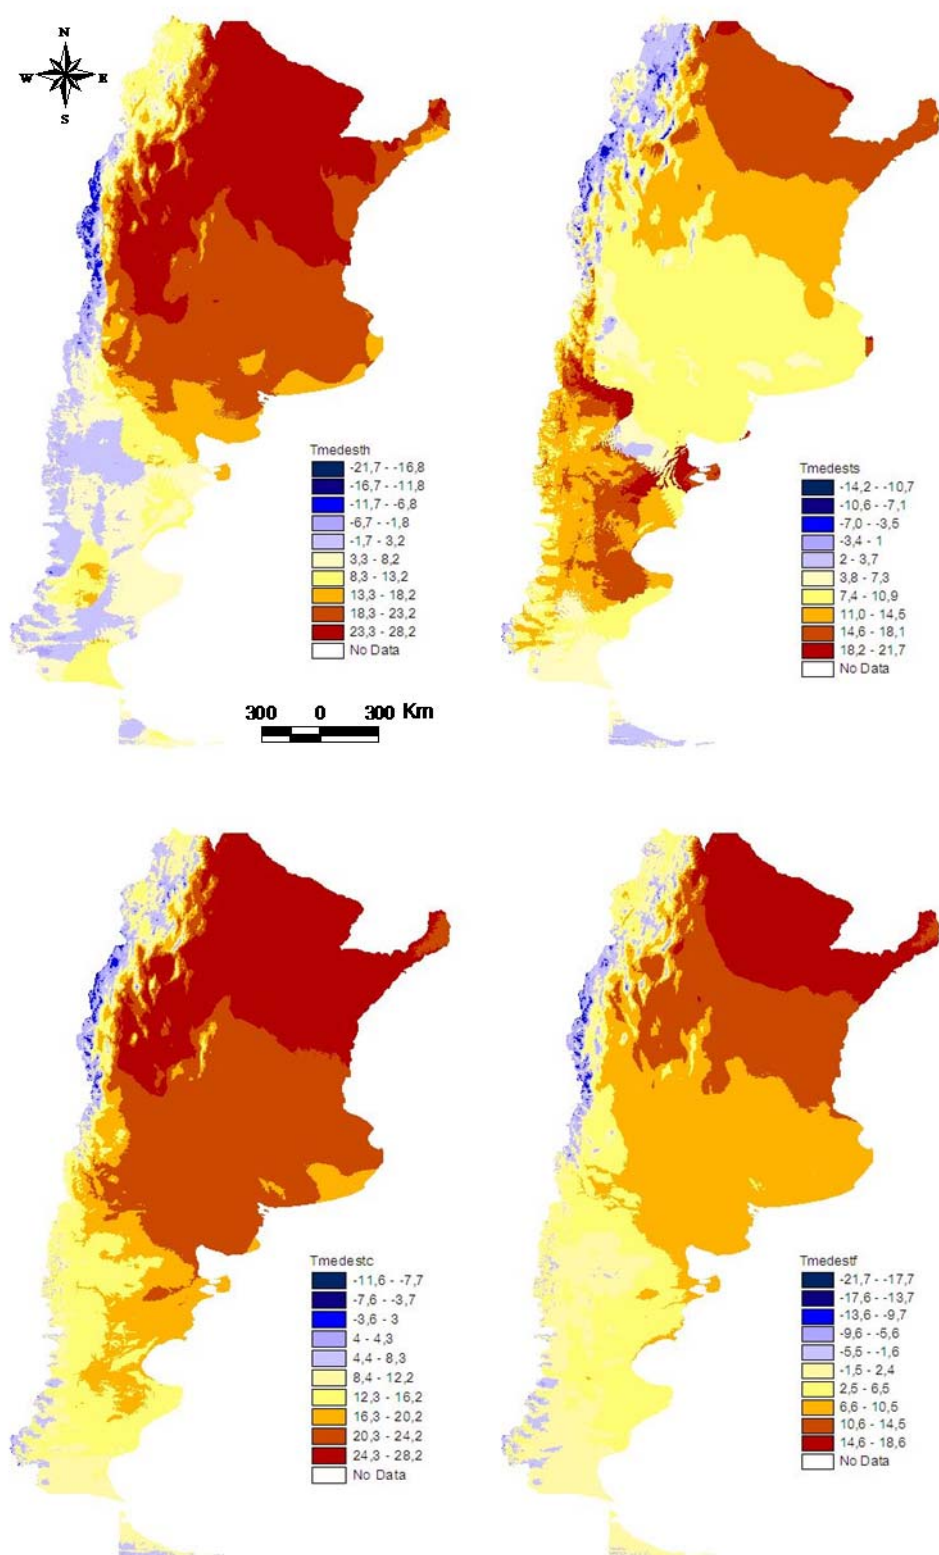 N
W E
S
Tmedesth
-21,7 - -16,8
-16,7 - -11,8
-11,7 - -6,8
-6,7 - -1,8
-1,7 - 3,2
3,3 - 8,2
8,3 - 13,2
13,3 - 18,2
18,3 - 23,2
23,3 - 28,2
No Data
Tmedests
-14,2 - -10,7
-10,6 - -7,1
-7,0 - -3,5
-3,4 - 1
2 - 3,7
3,8 - 7,3
7,4 - 10,9
11,0 - 14,5
14,6 - 18,1
18,2 - 21,7
No Data
300 0 300 Km
Tmedestc
-11,6 - -7,7
-7,6 - -3,7
-3,6 - 3
4 - 4,3
4,4 - 8,3
8,4 - 12,2
12,3 - 16,2
16,3 - 20,2
20,3 - 24,2
24,3 - 28,2
No Data
Tmedestf
-21,7 - -17,7
-17,6 - -13,7
-13,6 - -9,7
-9,6 - -5,6
-5,5 - -1,6
-1,5 - 2,4
2,5 - 6,5
6,6 - 10,5
10,6 - 14,5
14,6 - 18,6
No Data